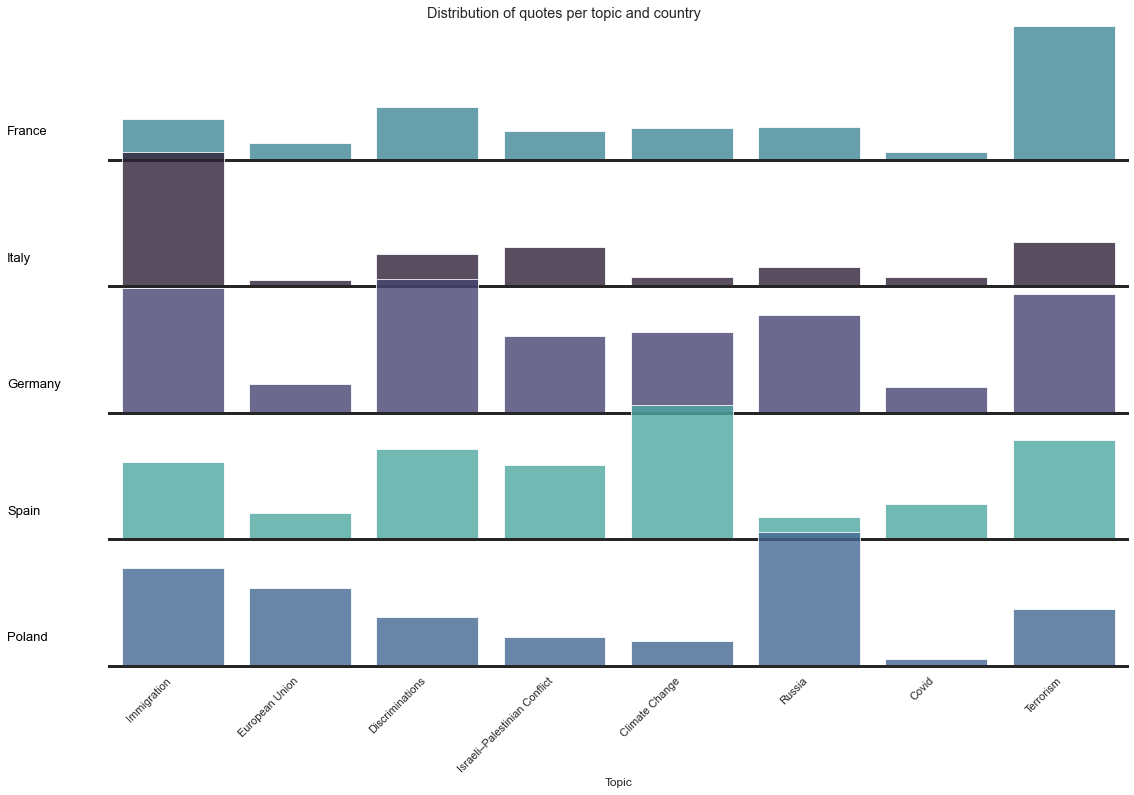 Distribution of quotes per topic and country
France
Italy
Germany
Spain
Poland
Immigration
European Union
Discriminations
Israeli–Palestinian Conflict
Climate Change
Russia
Covid
Terrorism
Topic